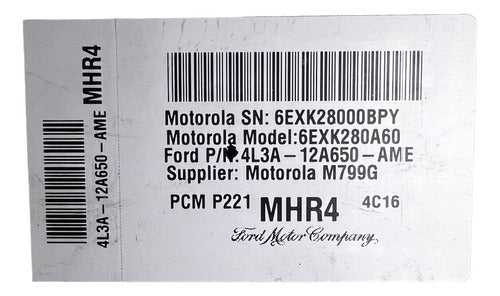 MHR4
4L3A-12A650-AME
Motorola SN: 6EXK28000BPY
Motorola Model:6EXK280A60
Ford P/N:4L3A-12A650-AME
Supplier: Motorola M799G
PCM P221 MHR4 4C16
Ford Motor Company,